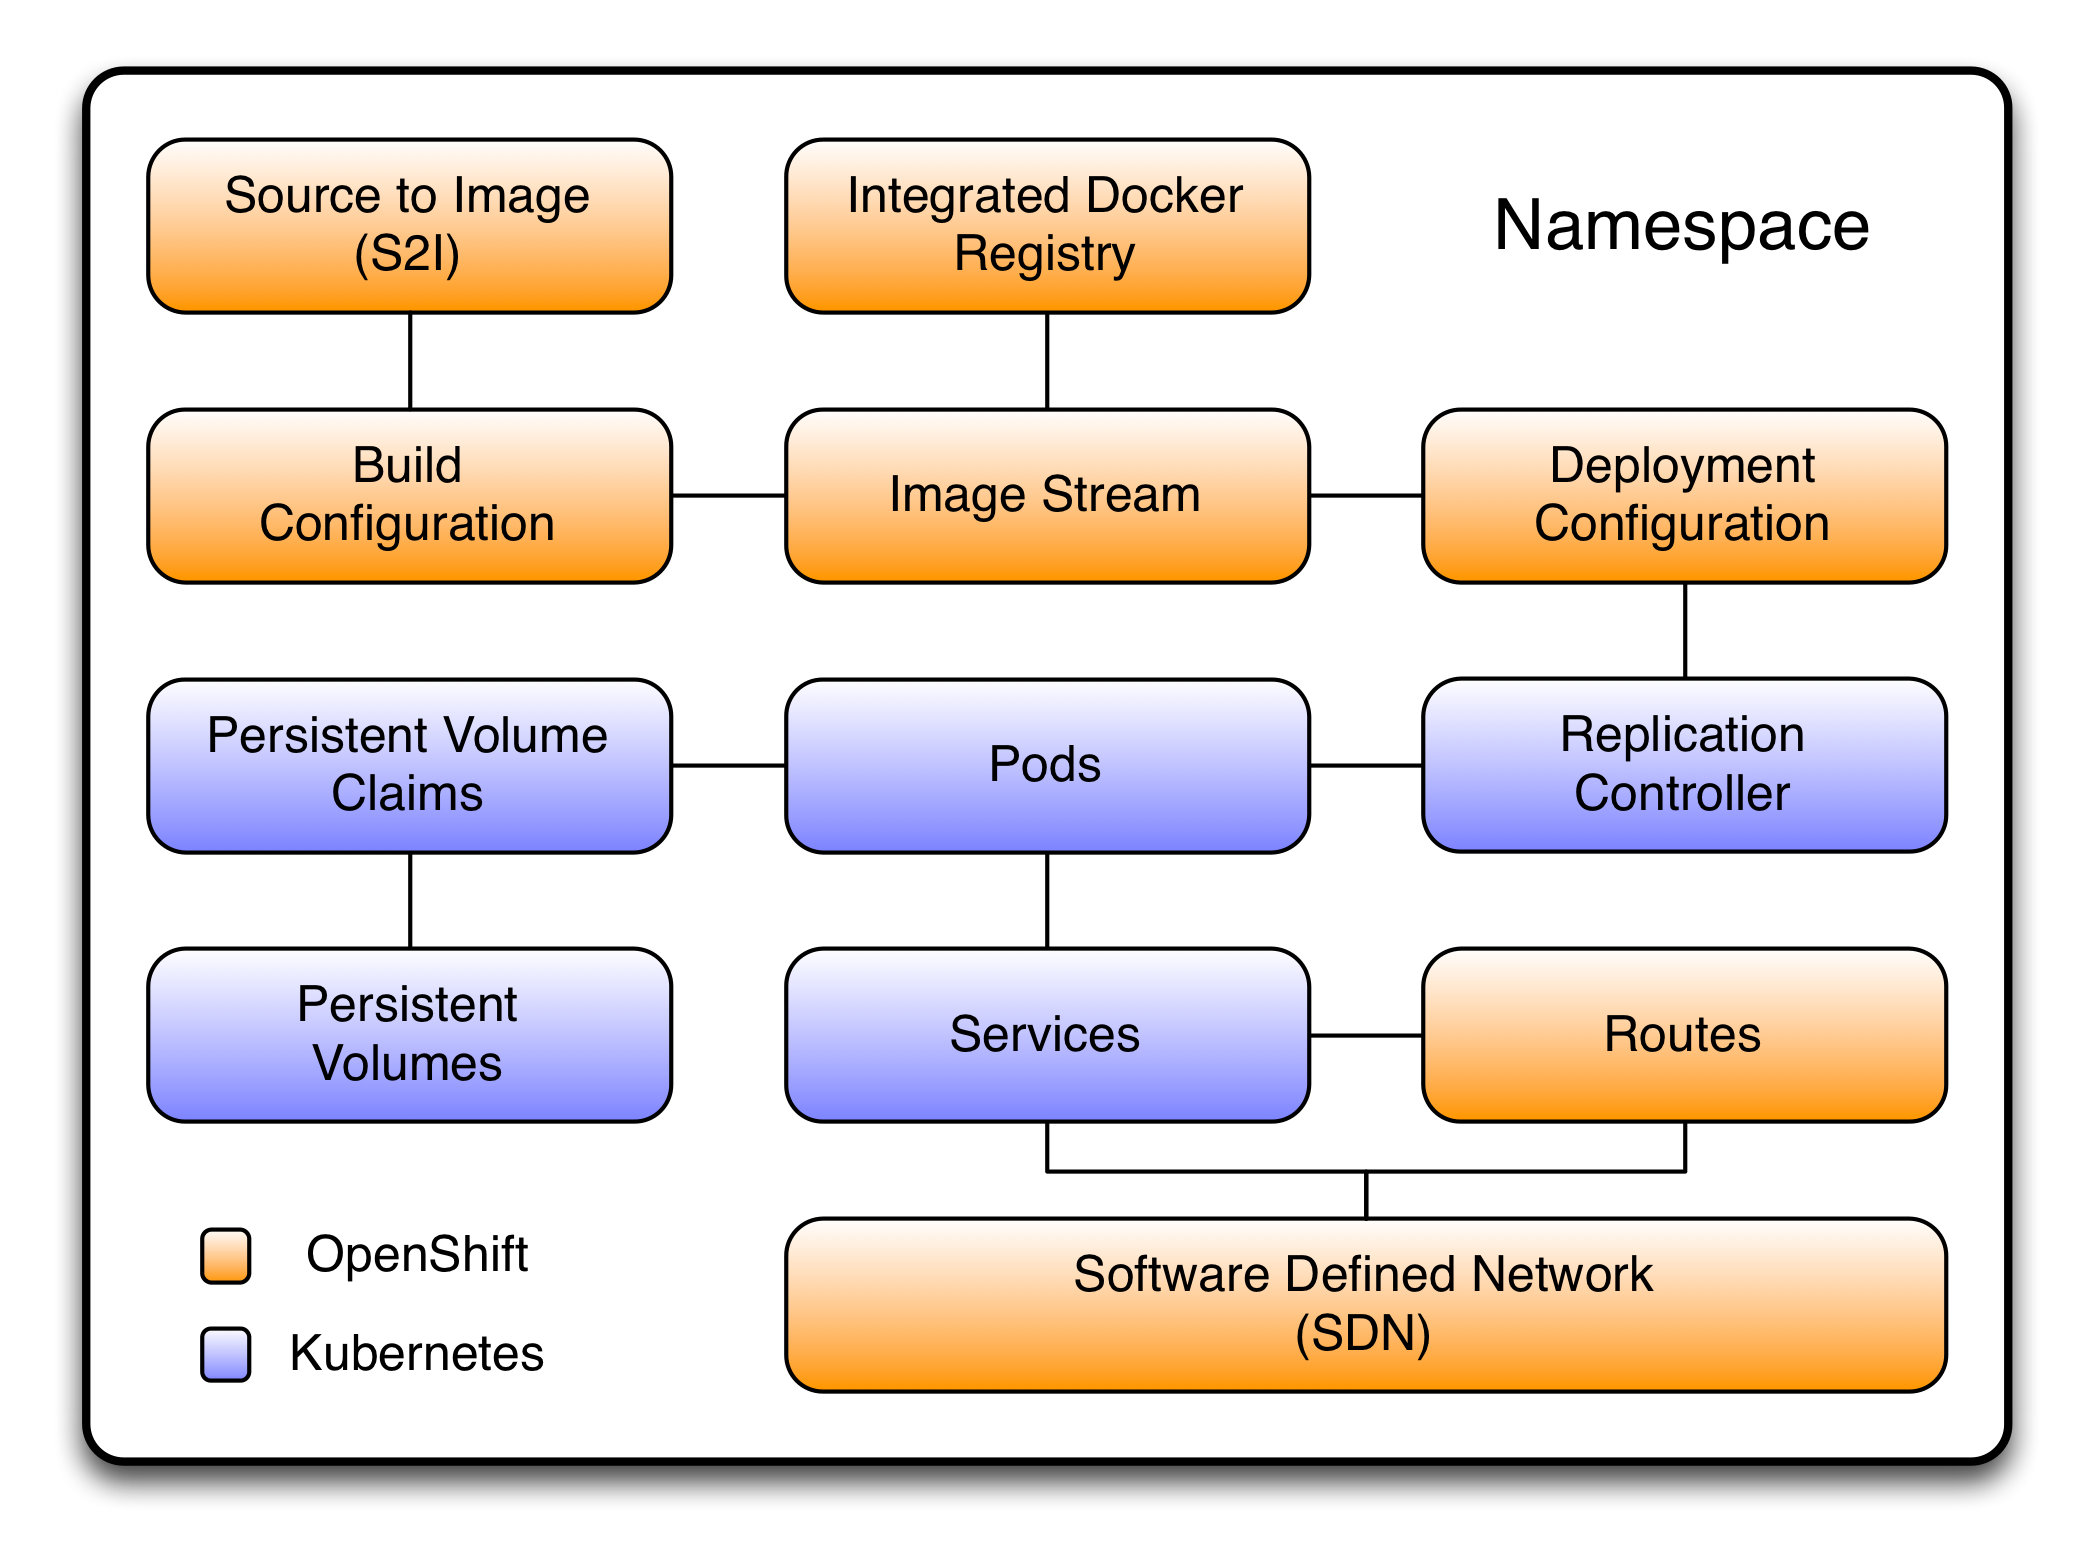 Source to Image
(S2I)
Integrated Docker
Registry
Namespace
Build
Configuration
Image Stream
Deployment
Configuration
Persistent Volume
Claims
Pods
Replication
Controller
Persistent
Volumes
Services
Routes
OpenShift
Kubernetes
Software Defined Network
(SDN)